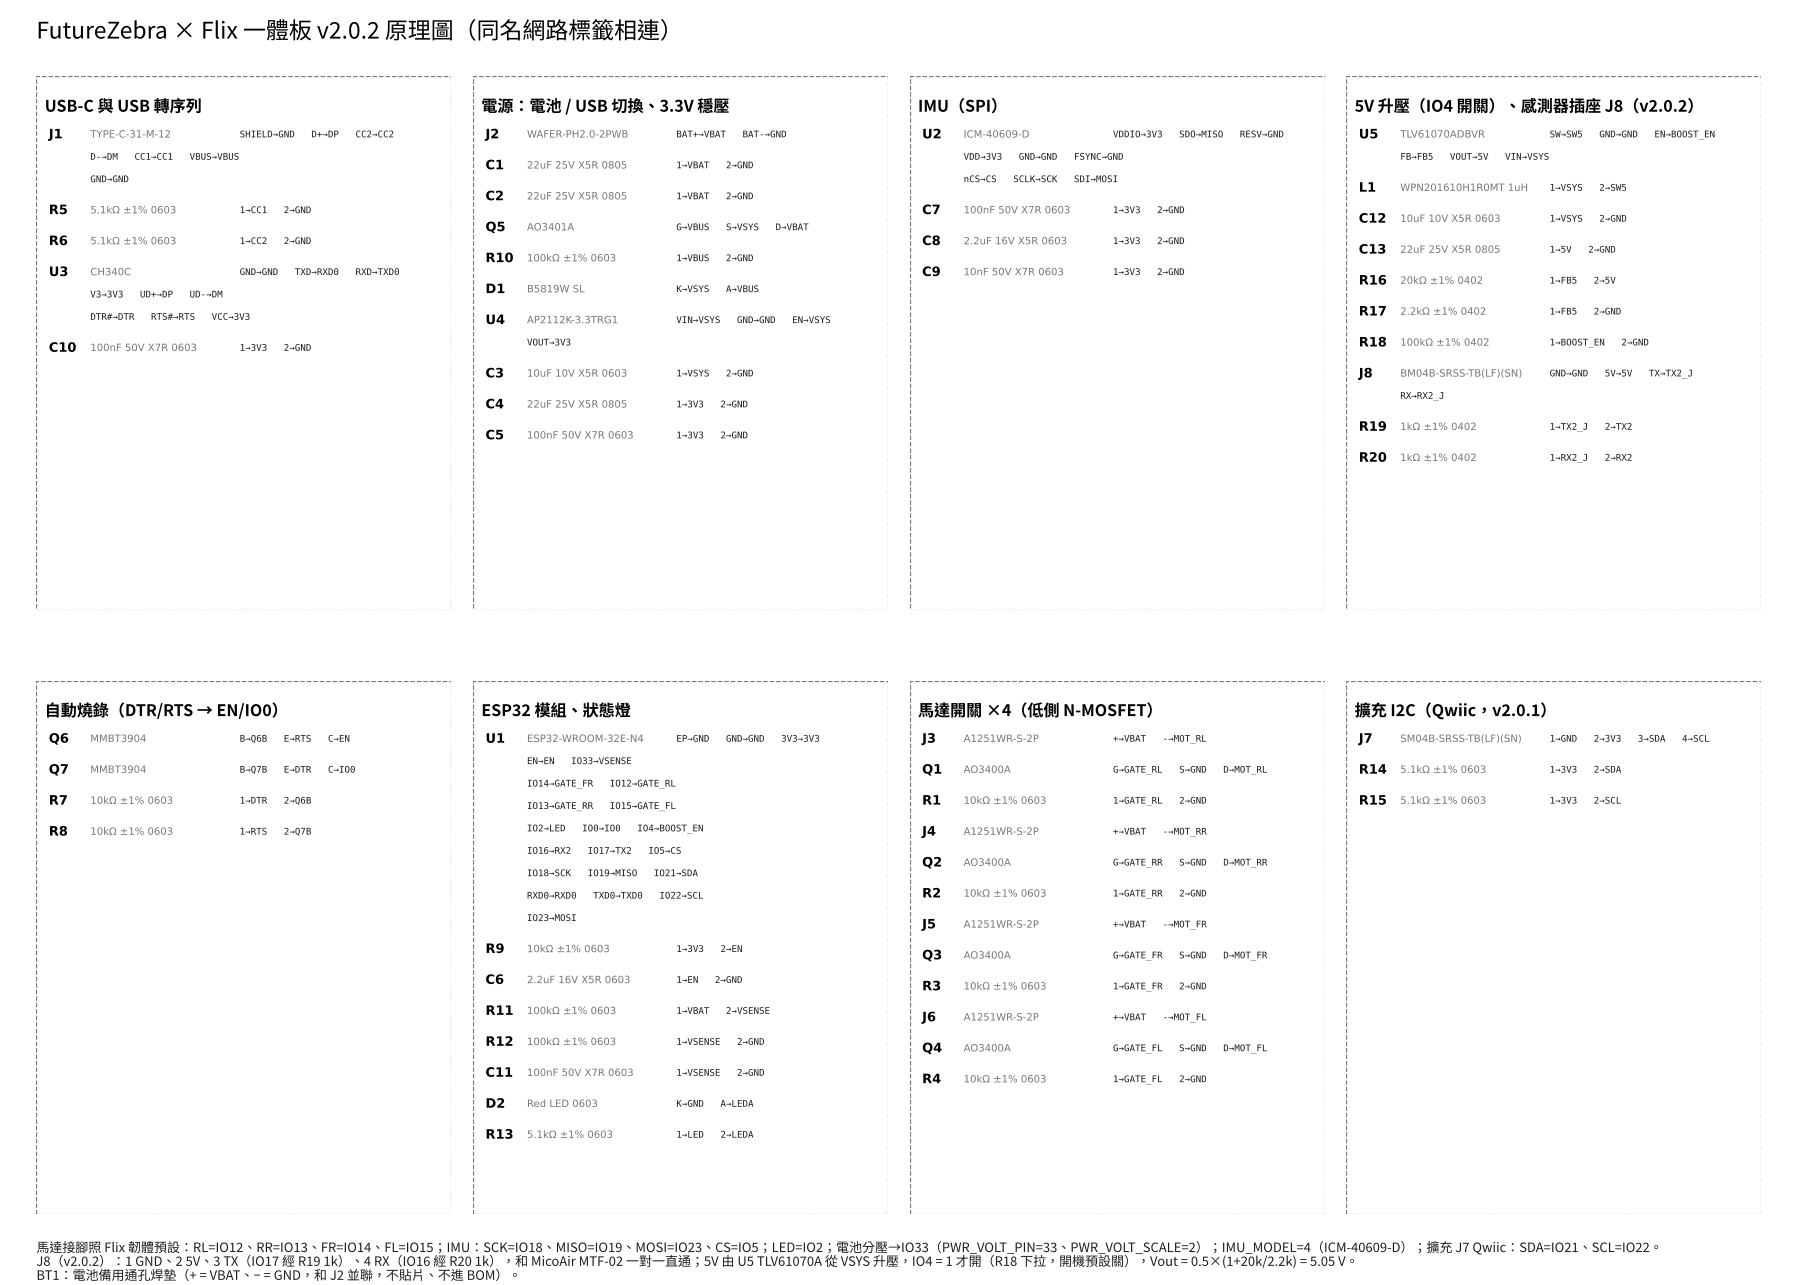 FutureZebra × Flix 一體板 v2.0.2 原理圖（同名網路標籤相連）
USB-C 與 USB 轉序列
J1 TYPE-C-31-M-12 SHIELD→GND D+→DP CC2→CC2
D-→DM CC1→CC1 VBUS→VBUS
GND→GND
R5 5.1kΩ ±1% 0603 1→CC1 2→GND
R6 5.1kΩ ±1% 0603 1→CC2 2→GND
U3 CH340C GND→GND TXD→RXD0 RXD→TXD0
V3→3V3 UD+→DP UD-→DM
DTR#→DTR RTS#→RTS VCC→3V3
C10 100nF 50V X7R 0603 1→3V3 2→GND
電源：電池 / USB 切換、3.3V 穩壓
J2 WAFER-PH2.0-2PWB BAT+→VBAT BAT-→GND
C1 22uF 25V X5R 0805 1→VBAT 2→GND
C2 22uF 25V X5R 0805 1→VBAT 2→GND
Q5 AO3401A G→VBUS S→VSYS D→VBAT
R10 100kΩ ±1% 0603 1→VBUS 2→GND
D1 B5819W SL K→VSYS A→VBUS
U4 AP2112K-3.3TRG1 VIN→VSYS GND→GND EN→VSYS
VOUT→3V3
C3 10uF 10V X5R 0603 1→VSYS 2→GND
C4 22uF 25V X5R 0805 1→3V3 2→GND
C5 100nF 50V X7R 0603 1→3V3 2→GND
IMU（SPI）
U2 ICM-40609-D VDDIO→3V3 SDO→MISO RESV→GND
VDD→3V3 GND→GND FSYNC→GND
nCS→CS SCLK→SCK SDI→MOSI
C7 100nF 50V X7R 0603 1→3V3 2→GND
C8 2.2uF 16V X5R 0603 1→3V3 2→GND
C9 10nF 50V X7R 0603 1→3V3 2→GND
5V 升壓（IO4 開關）、感測器插座 J8（v2.0.2）
U5 TLV61070ADBVR SW→SW5 GND→GND EN→BOOST_EN
FB→FB5 VOUT→5V VIN→VSYS
L1 WPN201610H1R0MT 1uH 1→VSYS 2→SW5
C12 10uF 10V X5R 0603 1→VSYS 2→GND
C13 22uF 25V X5R 0805 1→5V 2→GND
R16 20kΩ ±1% 0402 1→FB5 2→5V
R17 2.2kΩ ±1% 0402 1→FB5 2→GND
R18 100kΩ ±1% 0402 1→BOOST_EN 2→GND
J8 BM04B-SRSS-TB(LF)(SN) GND→GND 5V→5V TX→TX2_J
RX→RX2_J
R19 1kΩ ±1% 0402 1→TX2_J 2→TX2
R20 1kΩ ±1% 0402 1→RX2_J 2→RX2
自動燒錄（DTR/RTS → EN/IO0）
Q6 MMBT3904 B→Q6B E→RTS C→EN
Q7 MMBT3904 B→Q7B E→DTR C→IO0
R7 10kΩ ±1% 0603 1→DTR 2→Q6B
R8 10kΩ ±1% 0603 1→RTS 2→Q7B
ESP32 模組、狀態燈
U1 ESP32-WROOM-32E-N4 EP→GND GND→GND 3V3→3V3
EN→EN IO33→VSENSE
IO14→GATE_FR IO12→GATE_RL
IO13→GATE_RR IO15→GATE_FL
IO2→LED IO0→IO0 IO4→BOOST_EN
IO16→RX2 IO17→TX2 IO5→CS
IO18→SCK IO19→MISO IO21→SDA
RXD0→RXD0 TXD0→TXD0 IO22→SCL
IO23→MOSI
R9 10kΩ ±1% 0603 1→3V3 2→EN
C6 2.2uF 16V X5R 0603 1→EN 2→GND
R11 100kΩ ±1% 0603 1→VBAT 2→VSENSE
R12 100kΩ ±1% 0603 1→VSENSE 2→GND
C11 100nF 50V X7R 0603 1→VSENSE 2→GND
D2 Red LED 0603 K→GND A→LEDA
R13 5.1kΩ ±1% 0603 1→LED 2→LEDA
馬達開關 ×4（低側 N-MOSFET）
J3 A1251WR-S-2P +→VBAT -→MOT_RL
Q1 AO3400A G→GATE_RL S→GND D→MOT_RL
R1 10kΩ ±1% 0603 1→GATE_RL 2→GND
J4 A1251WR-S-2P +→VBAT -→MOT_RR
Q2 AO3400A G→GATE_RR S→GND D→MOT_RR
R2 10kΩ ±1% 0603 1→GATE_RR 2→GND
J5 A1251WR-S-2P +→VBAT -→MOT_FR
Q3 AO3400A G→GATE_FR S→GND D→MOT_FR
R3 10kΩ ±1% 0603 1→GATE_FR 2→GND
J6 A1251WR-S-2P +→VBAT -→MOT_FL
Q4 AO3400A G→GATE_FL S→GND D→MOT_FL
R4 10kΩ ±1% 0603 1→GATE_FL 2→GND
擴充 I2C（Qwiic，v2.0.1）
J7 SM04B-SRSS-TB(LF)(SN) 1→GND 2→3V3 3→SDA 4→SCL
R14 5.1kΩ ±1% 0603 1→3V3 2→SDA
R15 5.1kΩ ±1% 0603 1→3V3 2→SCL
馬達接腳照 Flix 韌體預設：RL=IO12、RR=IO13、FR=IO14、FL=IO15；IMU：SCK=IO18、MISO=IO19、MOSI=IO23、CS=IO5；LED=IO2；電池分壓→IO33（PWR_VOLT_PIN=33、PWR_VOLT_SCALE=2）；IMU_MODEL=4（ICM-40609-D）；擴充 J7 Qwiic：SDA=IO21、SCL=IO22。
J8（v2.0.2）：1 GND、2 5V、3 TX（IO17 經 R19 1k）、4 RX（IO16 經 R20 1k），和 MicoAir MTF-02 一對一直通；5V 由 U5 TLV61070A 從 VSYS 升壓，IO4 = 1 才開（R18 下拉，開機預設關），Vout = 0.5×(1+20k/2.2k) = 5.05 V。
BT1：電池備用通孔焊墊（+ = VBAT、− = GND，和 J2 並聯，不貼片、不進 BOM）。